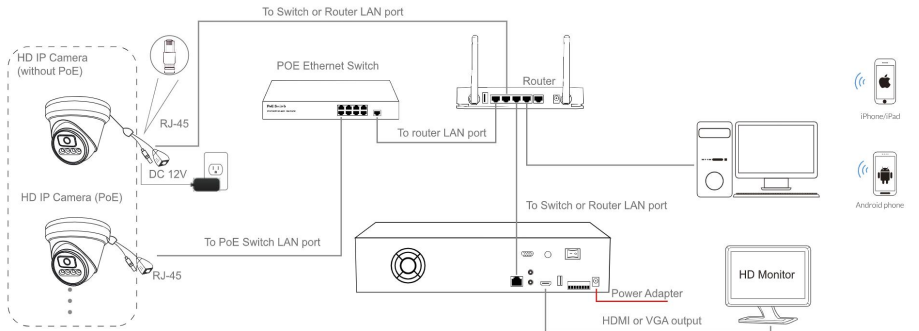 To Switch or Router LAN port
HD IP Camera
(without PoE)
POE Ethernet Switch
Router
PoE Switch
RJ-45
To router LAN port
iPhone/iPad
DC 12V
HD IP Camera (PoE)
Android phone
To Switch or Router LAN port
To PoE Switch LAN port
RJ-45
HD Monitor
Power Adapter
HDMI or VGA output